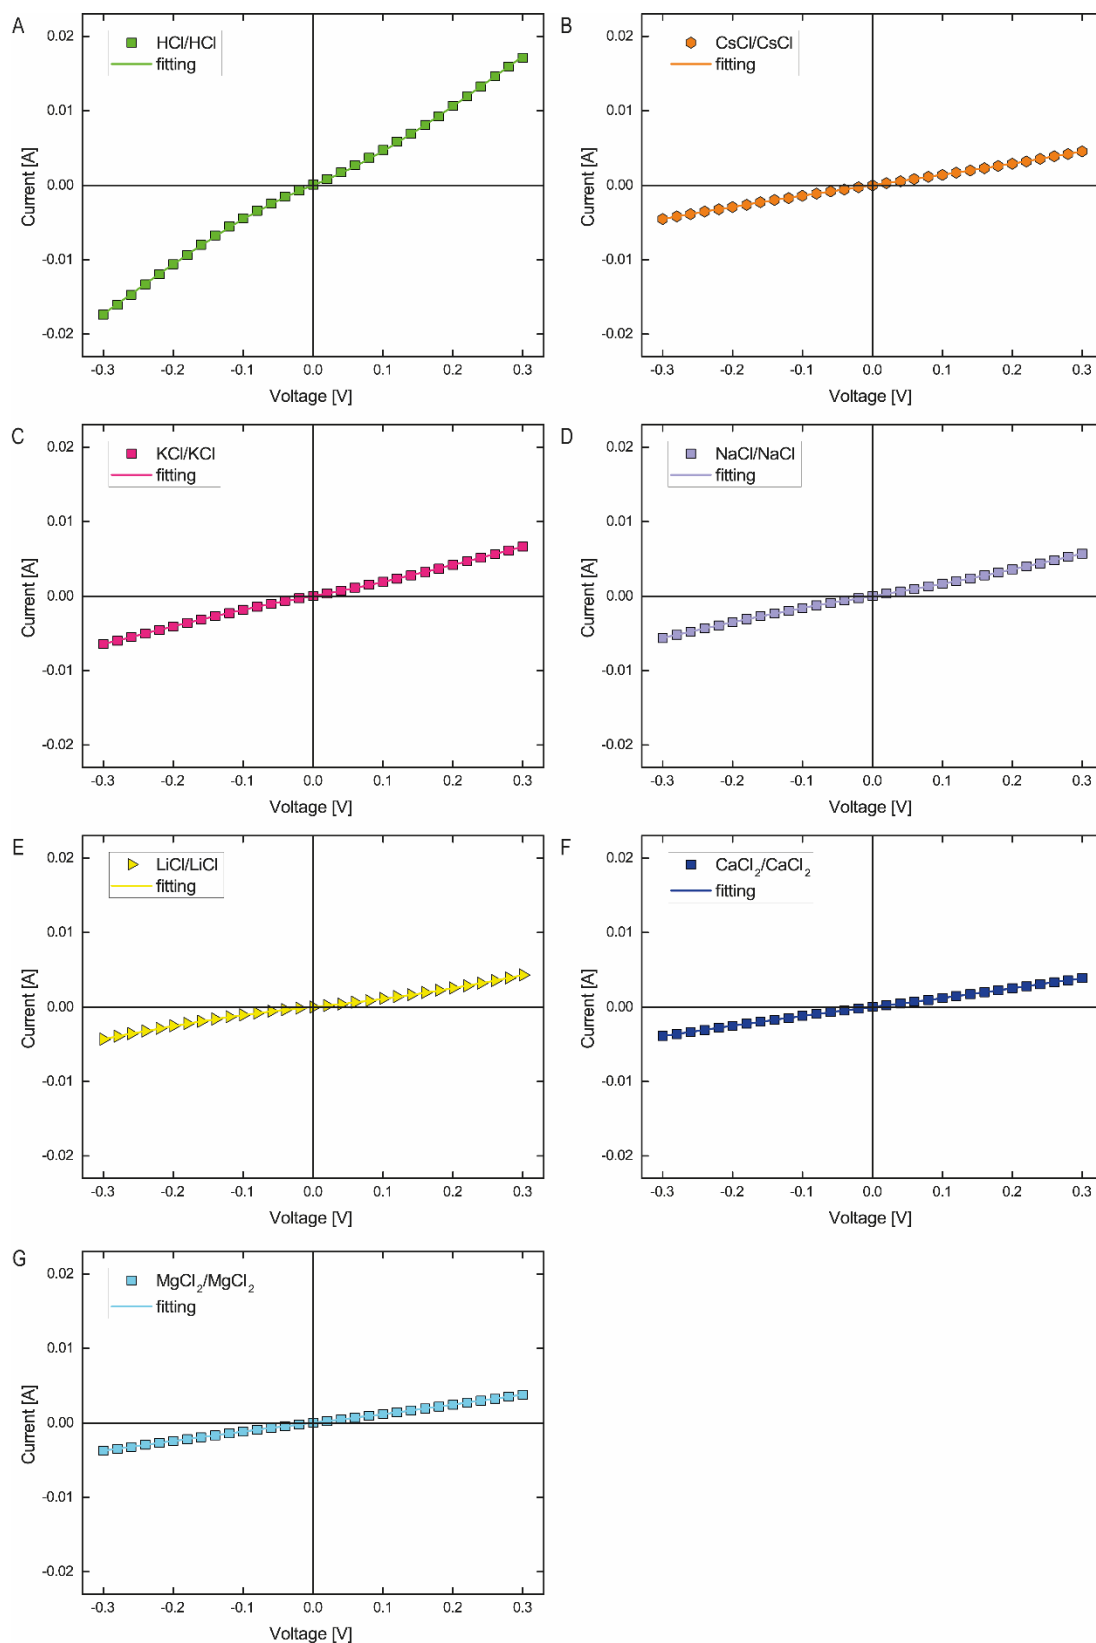 A
HCl/HCl
fitting
0.02
0.01
0.00
-0.01
-0.02
Current [A]
-0.3 -0.2 -0.1 0.0 0.1 0.2 0.3
Voltage [V]
B
CsCl/CsCl
fitting
0.02
0.01
0.00
-0.01
-0.02
Current [A]
-0.3 -0.2 -0.1 0.0 0.1 0.2 0.3
Voltage [V]
C
KCl/KCl
fitting
0.02
0.01
0.00
-0.01
-0.02
Current [A]
-0.3 -0.2 -0.1 0.0 0.1 0.2 0.3
Voltage [V]
D
NaCl/NaCl
fitting
0.02
0.01
0.00
-0.01
-0.02
Current [A]
-0.3 -0.2 -0.1 0.0 0.1 0.2 0.3
Voltage [V]
E
LiCl/LiCl
fitting
0.02
0.01
0.00
-0.01
-0.02
Current [A]
-0.3 -0.2 -0.1 0.0 0.1 0.2 0.3
Voltage [V]
F
CaCl₂/CaCl₂
fitting
0.02
0.01
0.00
-0.01
-0.02
Current [A]
-0.3 -0.2 -0.1 0.0 0.1 0.2 0.3
Voltage [V]
G
MgCl₂/MgCl₂
fitting
0.02
0.01
0.00
-0.01
-0.02
Current [A]
-0.3 -0.2 -0.1 0.0 0.1 0.2 0.3
Voltage [V]